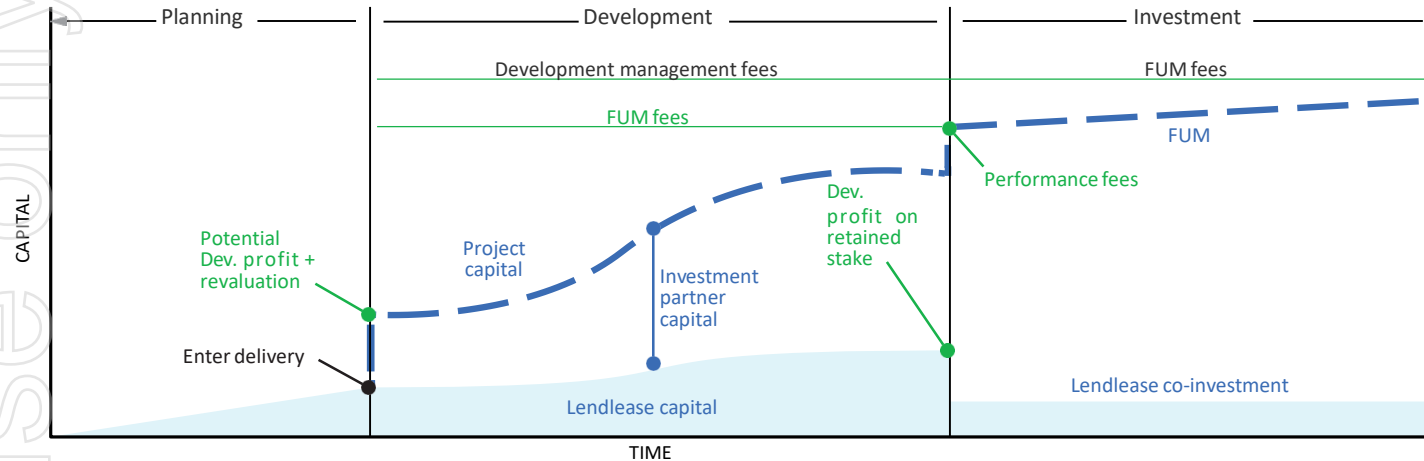 Planning
Development
Investment
Development management fees
FUM fees
FUM fees
FUM
Performance fees
Dev.
profit on
retained
stake
Potential
Dev. profit +
revaluation
Project
capital
Investment
partner
capital
Enter delivery
Lendlease capital
Lendlease co-investment
CAPITAL
TIME